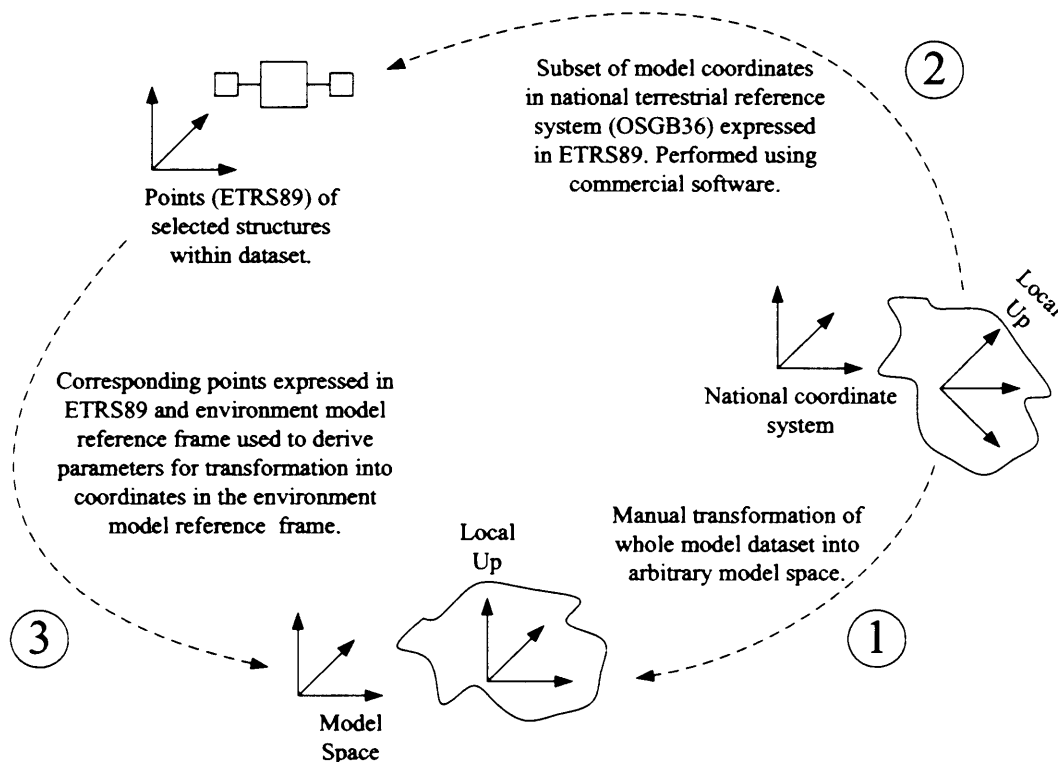 2
Subset of model coordinates
in national terrestrial reference
system (OSGB36) expressed
in ETRS89. Performed using
commercial software.
Points (ETRS89) of
selected structures
within dataset.
Local
Up
National coordinate
system
Corresponding points expressed in
ETRS89 and environment model
reference frame used to derive
parameters for transformation into
coordinates in the environment
model reference frame.
Manual transformation of
whole model dataset into
arbitrary model space.
Local
Up
3
1
Model
Space